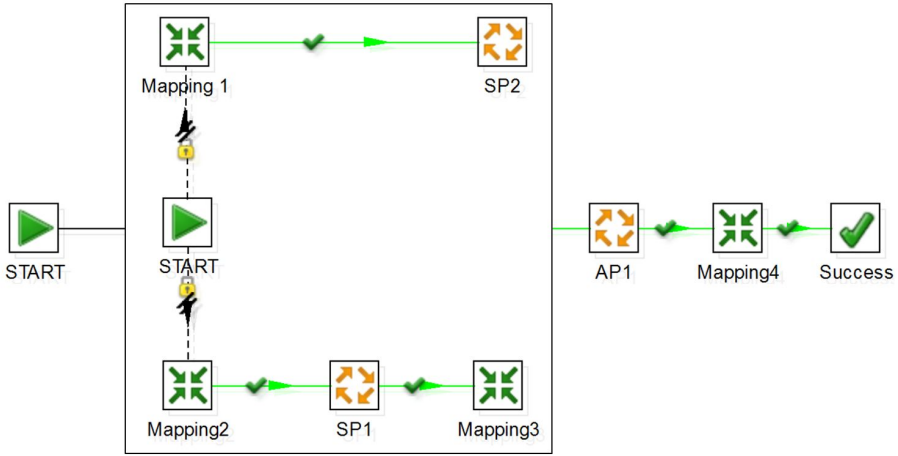 Mapping 1
SP2
START
START
AP1
Mapping4
Success
Mapping2
SP1
Mapping3